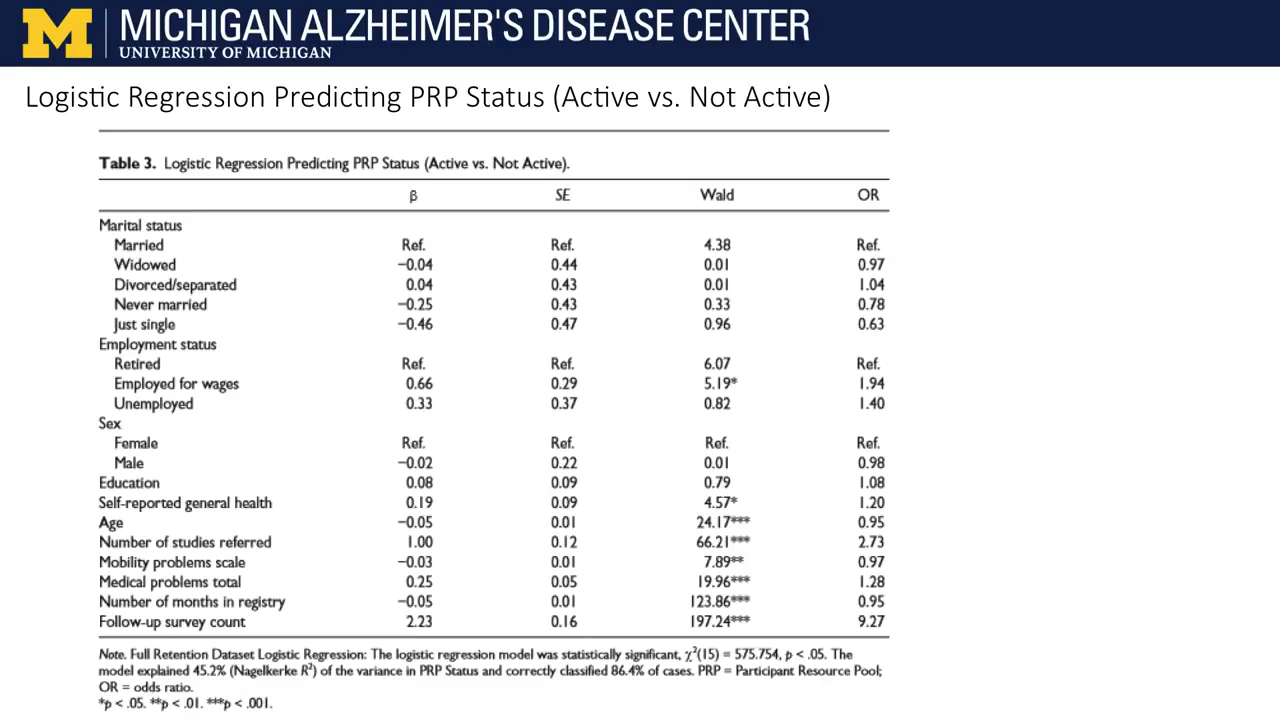 M
MICHIGAN ALZHEIMER'S DISEASE CENTER
UNIVERSITY OF MICHIGAN
Logistic Regression Predicting PRP Status (Active vs. Not Active)
Table 3. Logistic Regression Predicting PRP Status (Active vs. Not Active).
β SE Wald OR
Marital status
Married Ref. Ref. 4.38 Ref.
Widowed −0.04 0.44 0.01 0.97
Divorced/separated 0.04 0.43 0.01 1.04
Never married −0.25 0.43 0.33 0.78
Just single −0.46 0.47 0.96 0.63
Employment status
Retired Ref. Ref. 6.07 Ref.
Employed for wages 0.66 0.29 5.19* 1.94
Unemployed 0.33 0.37 0.82 1.40
Sex
Female Ref. Ref. Ref. Ref.
Male −0.02 0.22 0.01 0.98
Education 0.08 0.09 0.79 1.08
Self-reported general health 0.19 0.09 4.57* 1.20
Age −0.05 0.01 24.17*** 0.95
Number of studies referred 1.00 0.12 66.21*** 2.73
Mobility problems scale −0.03 0.01 7.89** 0.97
Medical problems total 0.25 0.05 19.96*** 1.28
Number of months in registry −0.05 0.01 123.86*** 0.95
Follow-up survey count 2.23 0.16 197.24*** 9.27
Note. Full Retention Dataset Logistic Regression: The logistic regression model was statistically significant, χ²(15) = 575.754, p < .05. The
model explained 45.2% (Nagelkerke R²) of the variance in PRP Status and correctly classified 86.4% of cases. PRP = Participant Resource Pool;
OR = odds ratio.
*p < .05. **p < .01. ***p < .001.